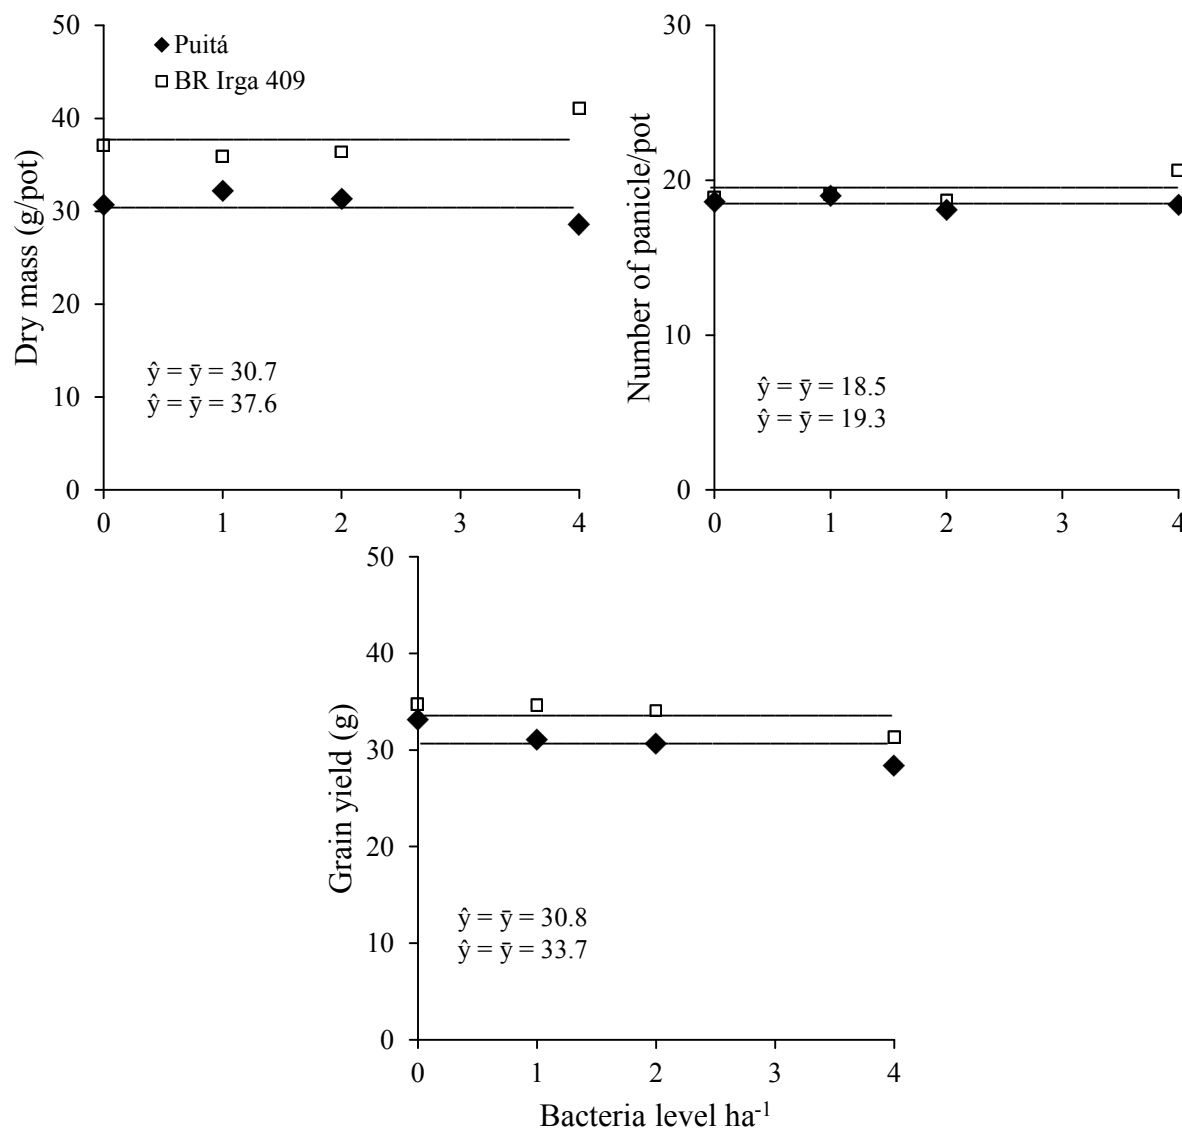 50
40
30
20
10
0
Dry mass (g/pot)
Puitá
BR Irga 409
ŷ = ȳ = 30.7
ŷ = ȳ = 37.6
0 1 2 3 4
30
20
10
0
Number of panicle/pot
ŷ = ȳ = 18.5
ŷ = ȳ = 19.3
0 1 2 3 4
50
40
30
20
10
0
Grain yield (g)
ŷ = ȳ = 30.8
ŷ = ȳ = 33.7
0 1 2 3 4
Bacteria level ha⁻¹